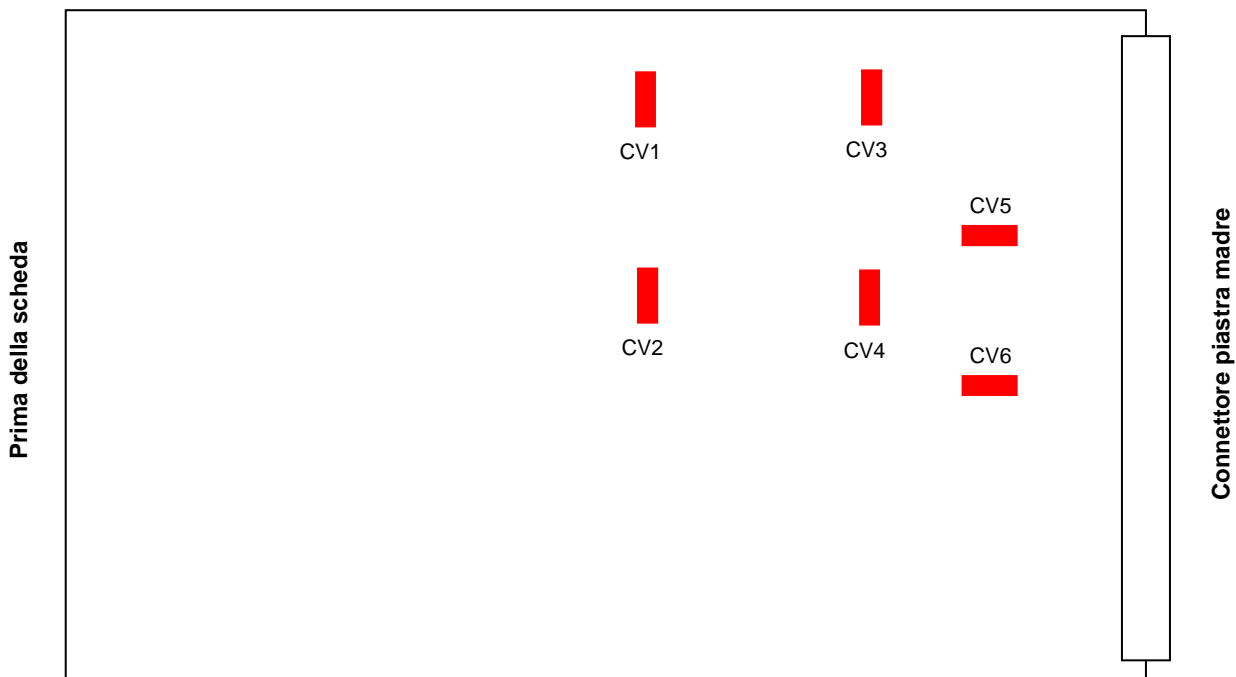 CV1
CV3
CV5
CV2
CV4
CV6
Prima della scheda
Connettore piastra madre